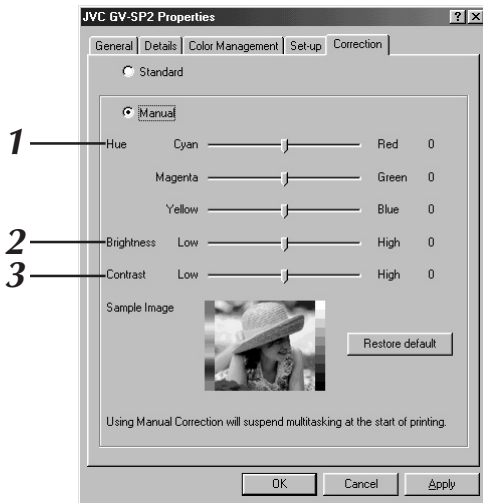 JVC GV-SP2 Properties
General Details Color Management Set-up Correction
Standard
Manual
1 Hue Cyan Red 0
Magenta Green 0
Yellow Blue 0
2 Brightness Low High 0
3 Contrast Low High 0
Sample Image
Restore default
Using Manual Correction will suspend multitasking at the start of printing.
OK Cancel Apply